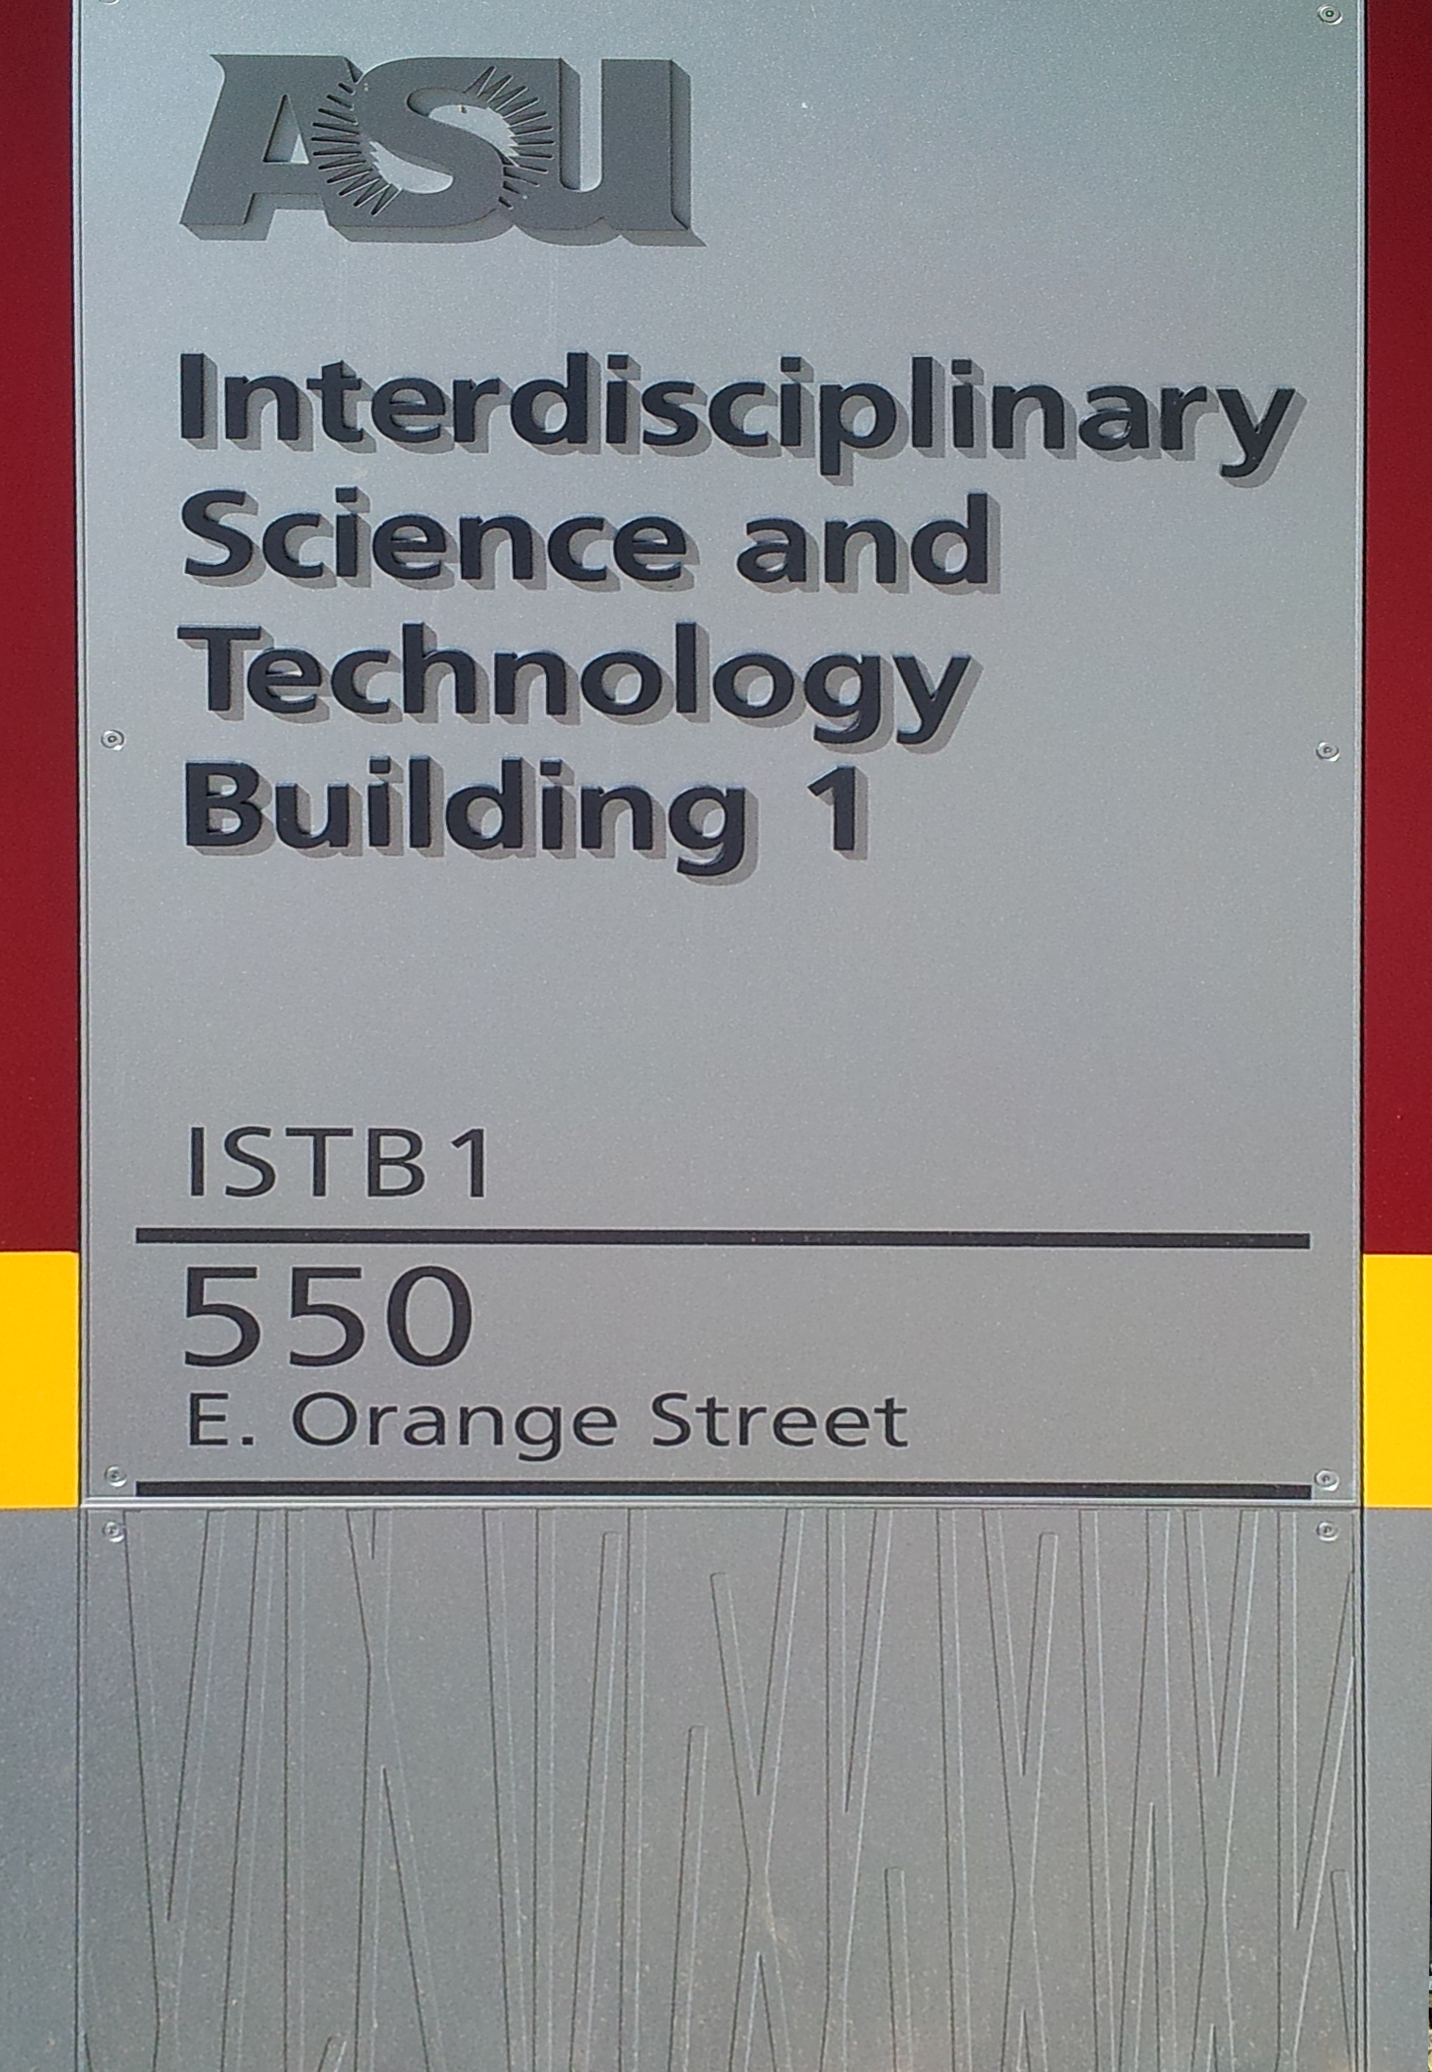 ASU
Interdisciplinary
Science and
Technology
Building 1
ISTB1
550
E. Orange Street